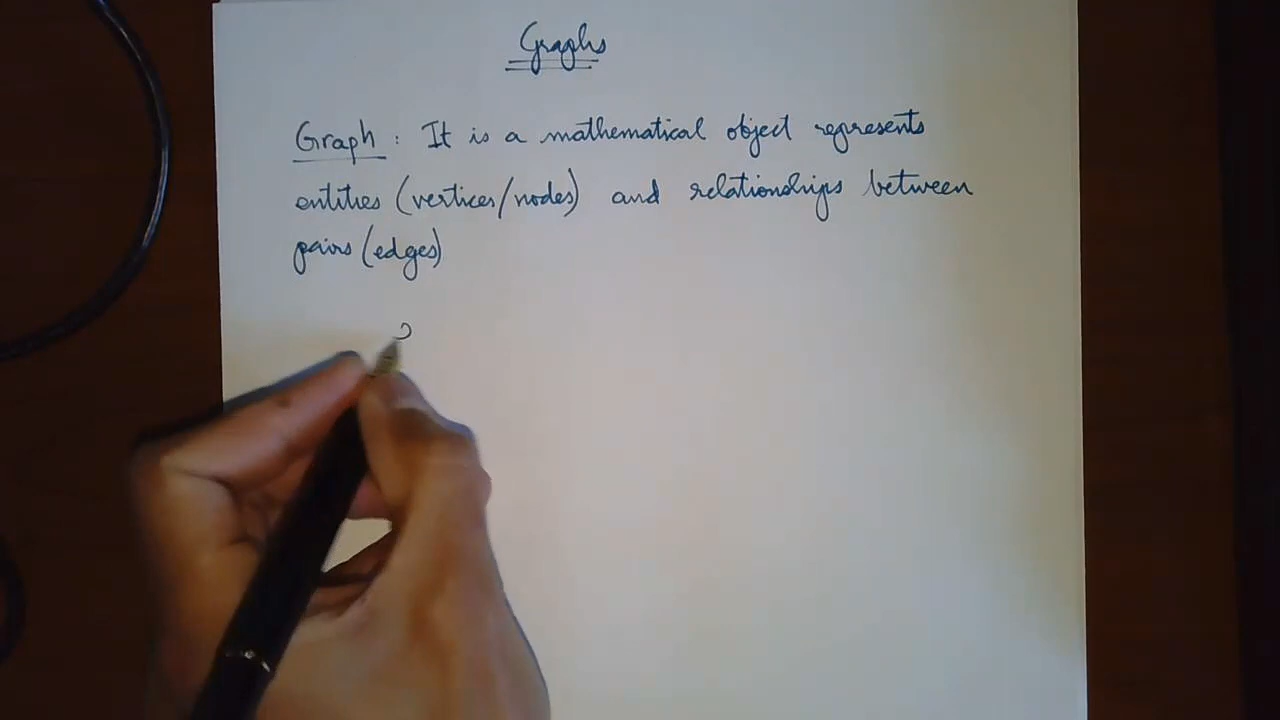 Graphs
Graph : It is a mathematical object represents
entities (vertices/nodes) and relationships between
pairs (edges)